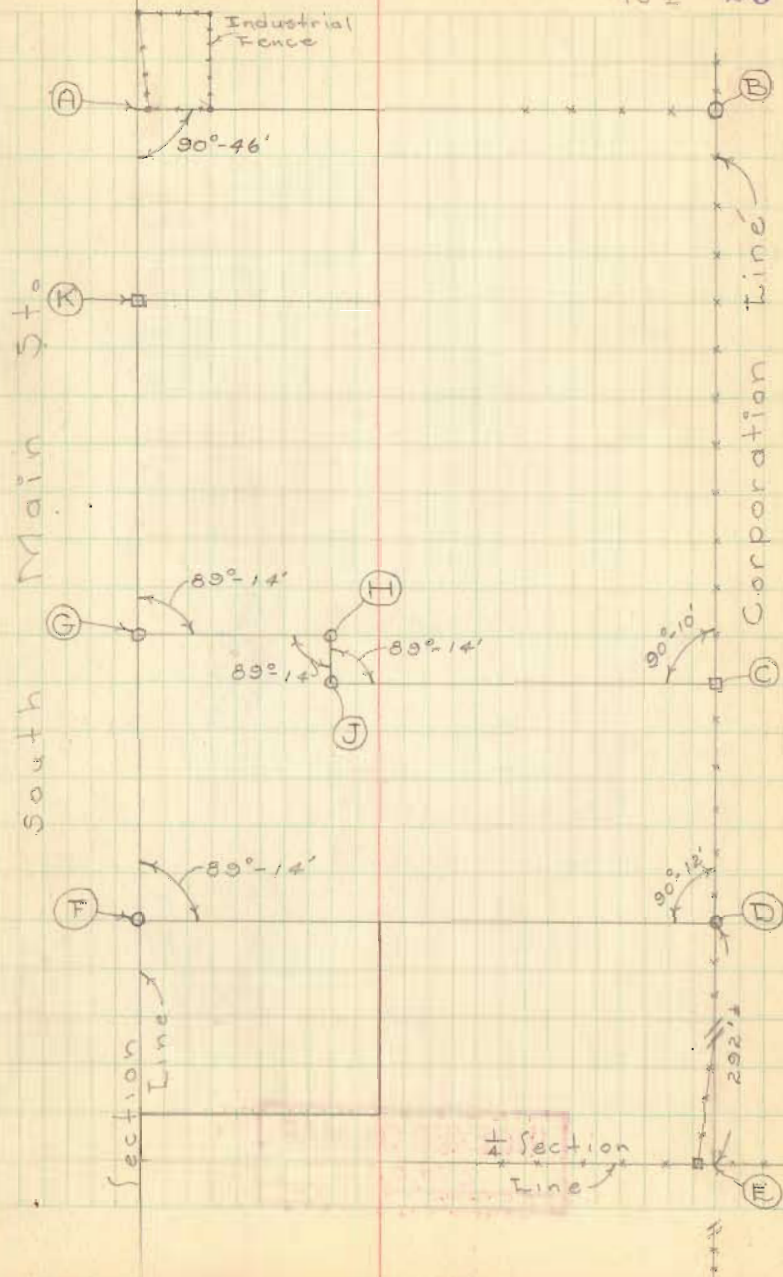 Industrial
Fence
A
B
90°-46'
K
South Main St.
Corporation Line
89°-14'
G
H
89°-14
89°-14'
90°-10'
C
J
89°-14'
90°-12'
F
D
Section
Line
292'±
1/4 Section
Line
E